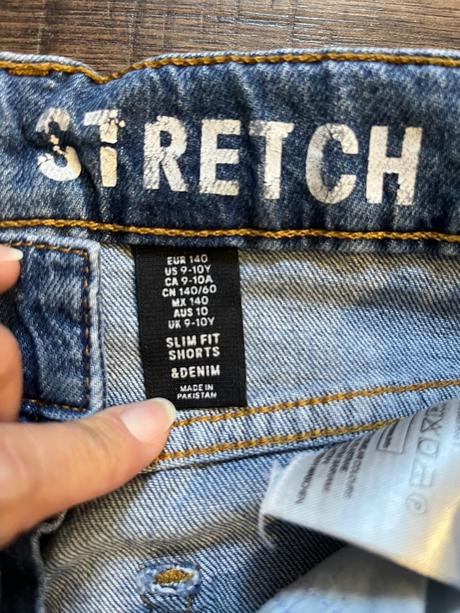 STRETCH
EUR 140
US 9-10Y
CA 9-10A
CN 140/60
MX 140
AUS 10
UK 9-10Y
SLIM FIT
SHORTS
&DENIM
MADE IN
PAKISTAN